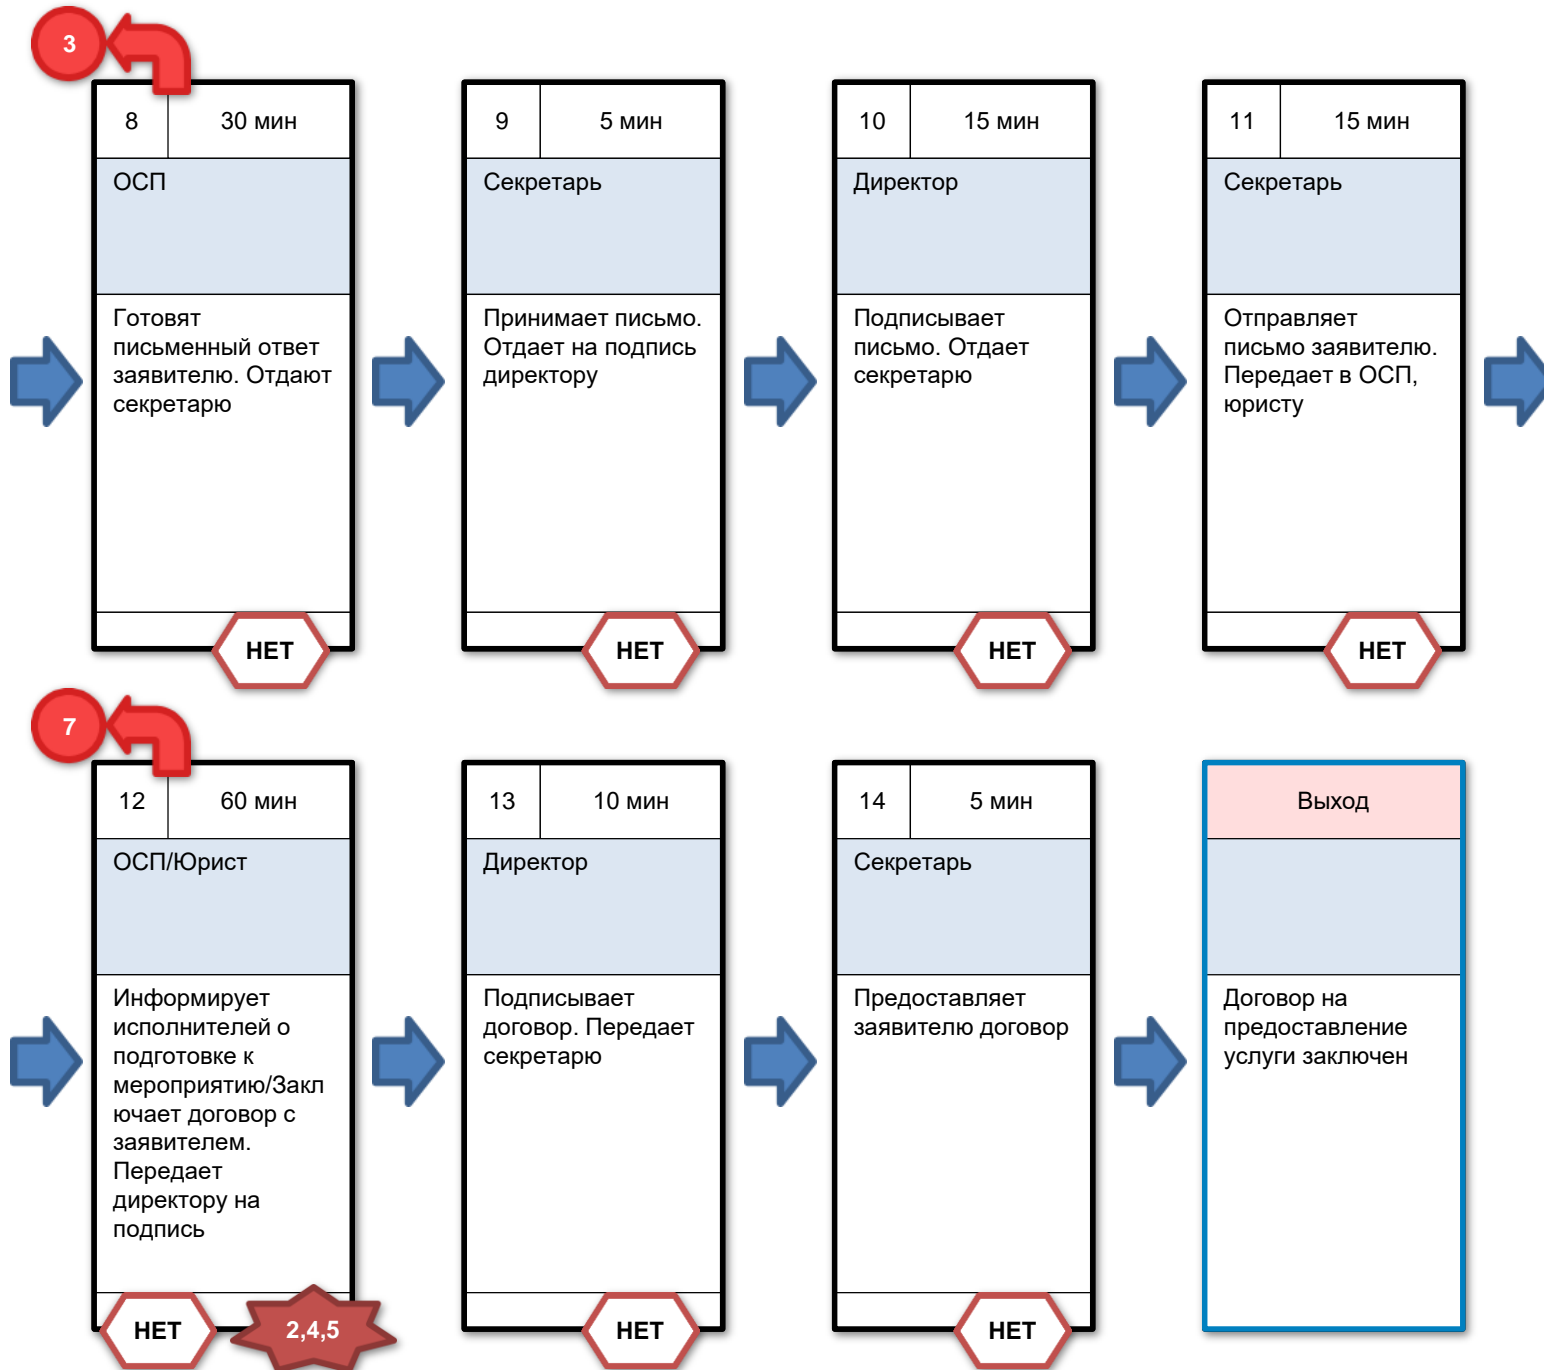 3
8 30 мин
ОСП
Готовят
письменный ответ
заявителю. Отдают
секретарю
НЕТ
9 5 мин
Секретарь
Принимает письмо.
Отдает на подпись
директору
НЕТ
10 15 мин
Директор
Подписывает
письмо. Отдает
секретарю
НЕТ
11 15 мин
Секретарь
Отправляет
письмо заявителю.
Передает в ОСП,
юристу
НЕТ
7
12 60 мин
ОСП/Юрист
Информирует
исполнителей о
подготовке к
мероприятию/Закл
ючает договор с
заявителем.
Передает
директору на
подпись
НЕТ
2,4,5
13 10 мин
Директор
Подписывает
договор. Передает
секретарю
НЕТ
14 5 мин
Секретарь
Предоставляет
заявителю договор
НЕТ
Выход
Договор на
предоставление
услуги заключен